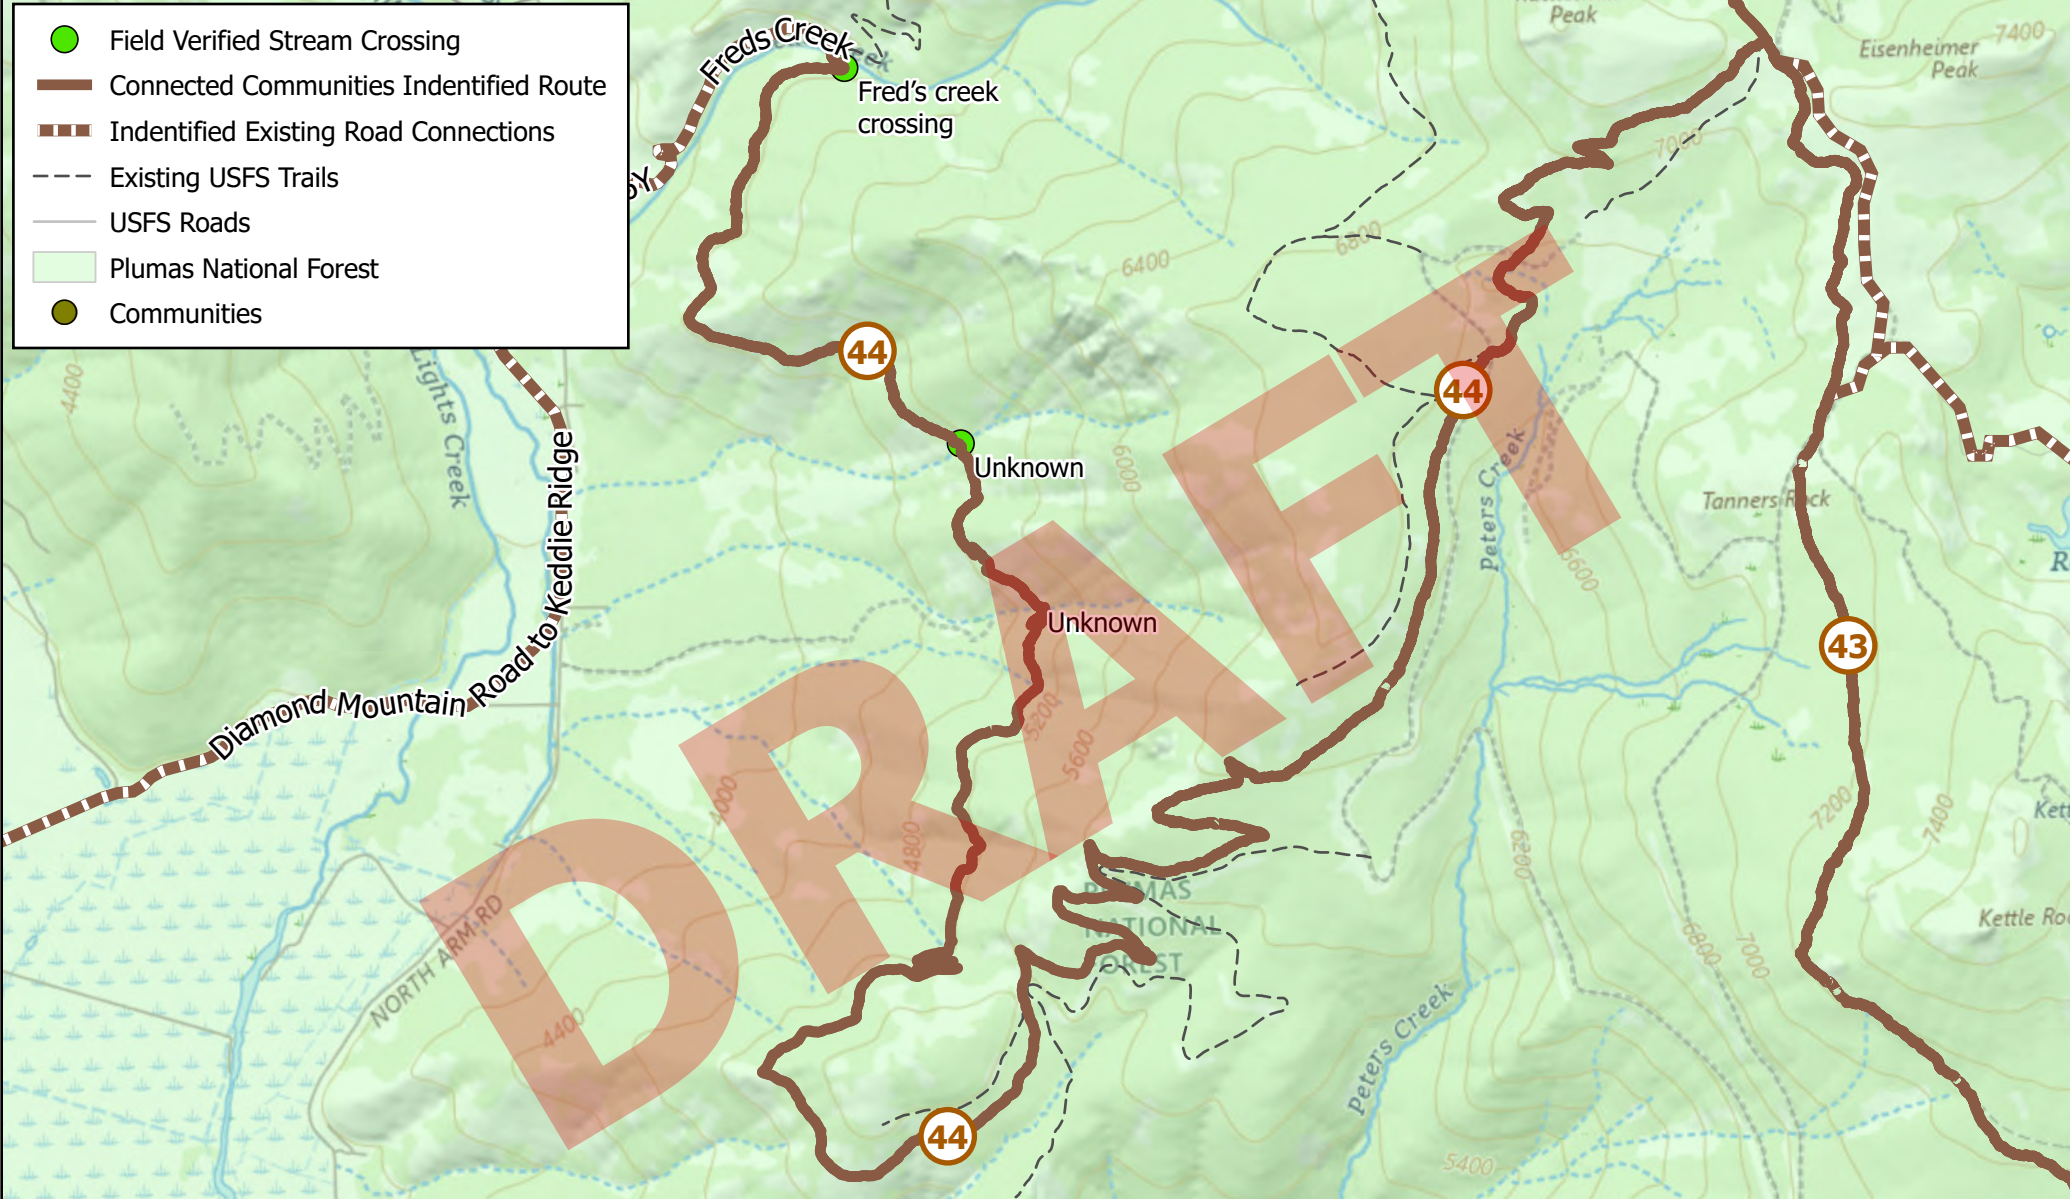 Field Verified Stream Crossing
Connected Communities Indentified Route
Indentified Existing Road Connections
Existing USFS Trails
USFS Roads
Plumas National Forest
Communities
Freds Creek
Fred's creek
crossing
Peak
Eisenheimer
Peak
7400
7000
6800
6400
44
44
Unknown
6000
4400
Lights Creek
Peters Creek
Tanners Rock
6600
Unknown
43
Diamond Mountain Road to Keddie Ridge
5200
5600
4000
4800
7200
7400
6200
Kett
PLUMAS
NATIONAL
FOREST
Kettle Roc
6800
7000
NORTH ARM RD
4400
Peters Creek
44
5400
DRAFT